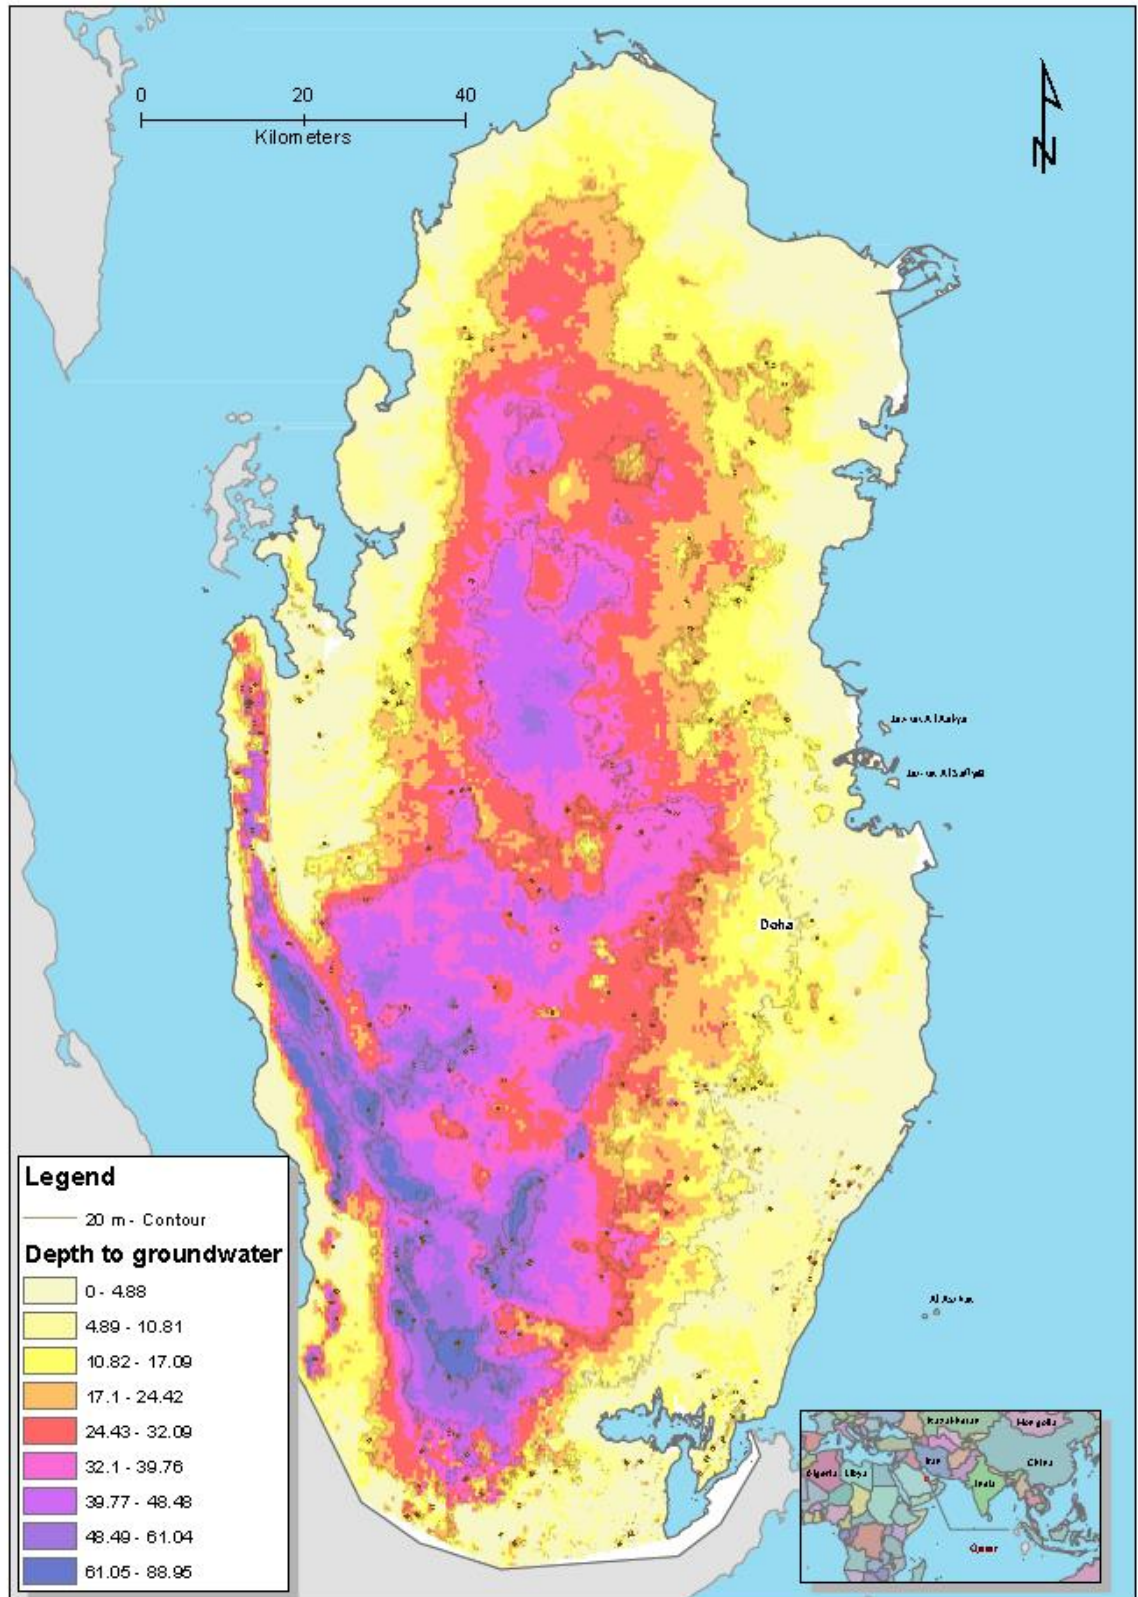 0 20 40
Kilometers
N
Doha
Legend
20 m - Contour
Depth to groundwater
0 - 4.88
4.89 - 10.81
10.82 - 17.09
17.1 - 24.42
24.43 - 32.09
32.1 - 39.76
39.77 - 48.48
48.49 - 61.04
61.05 - 88.95
Kazakhstan
Mongolia
Algeria
Libya
Iran
China
India
Qatar